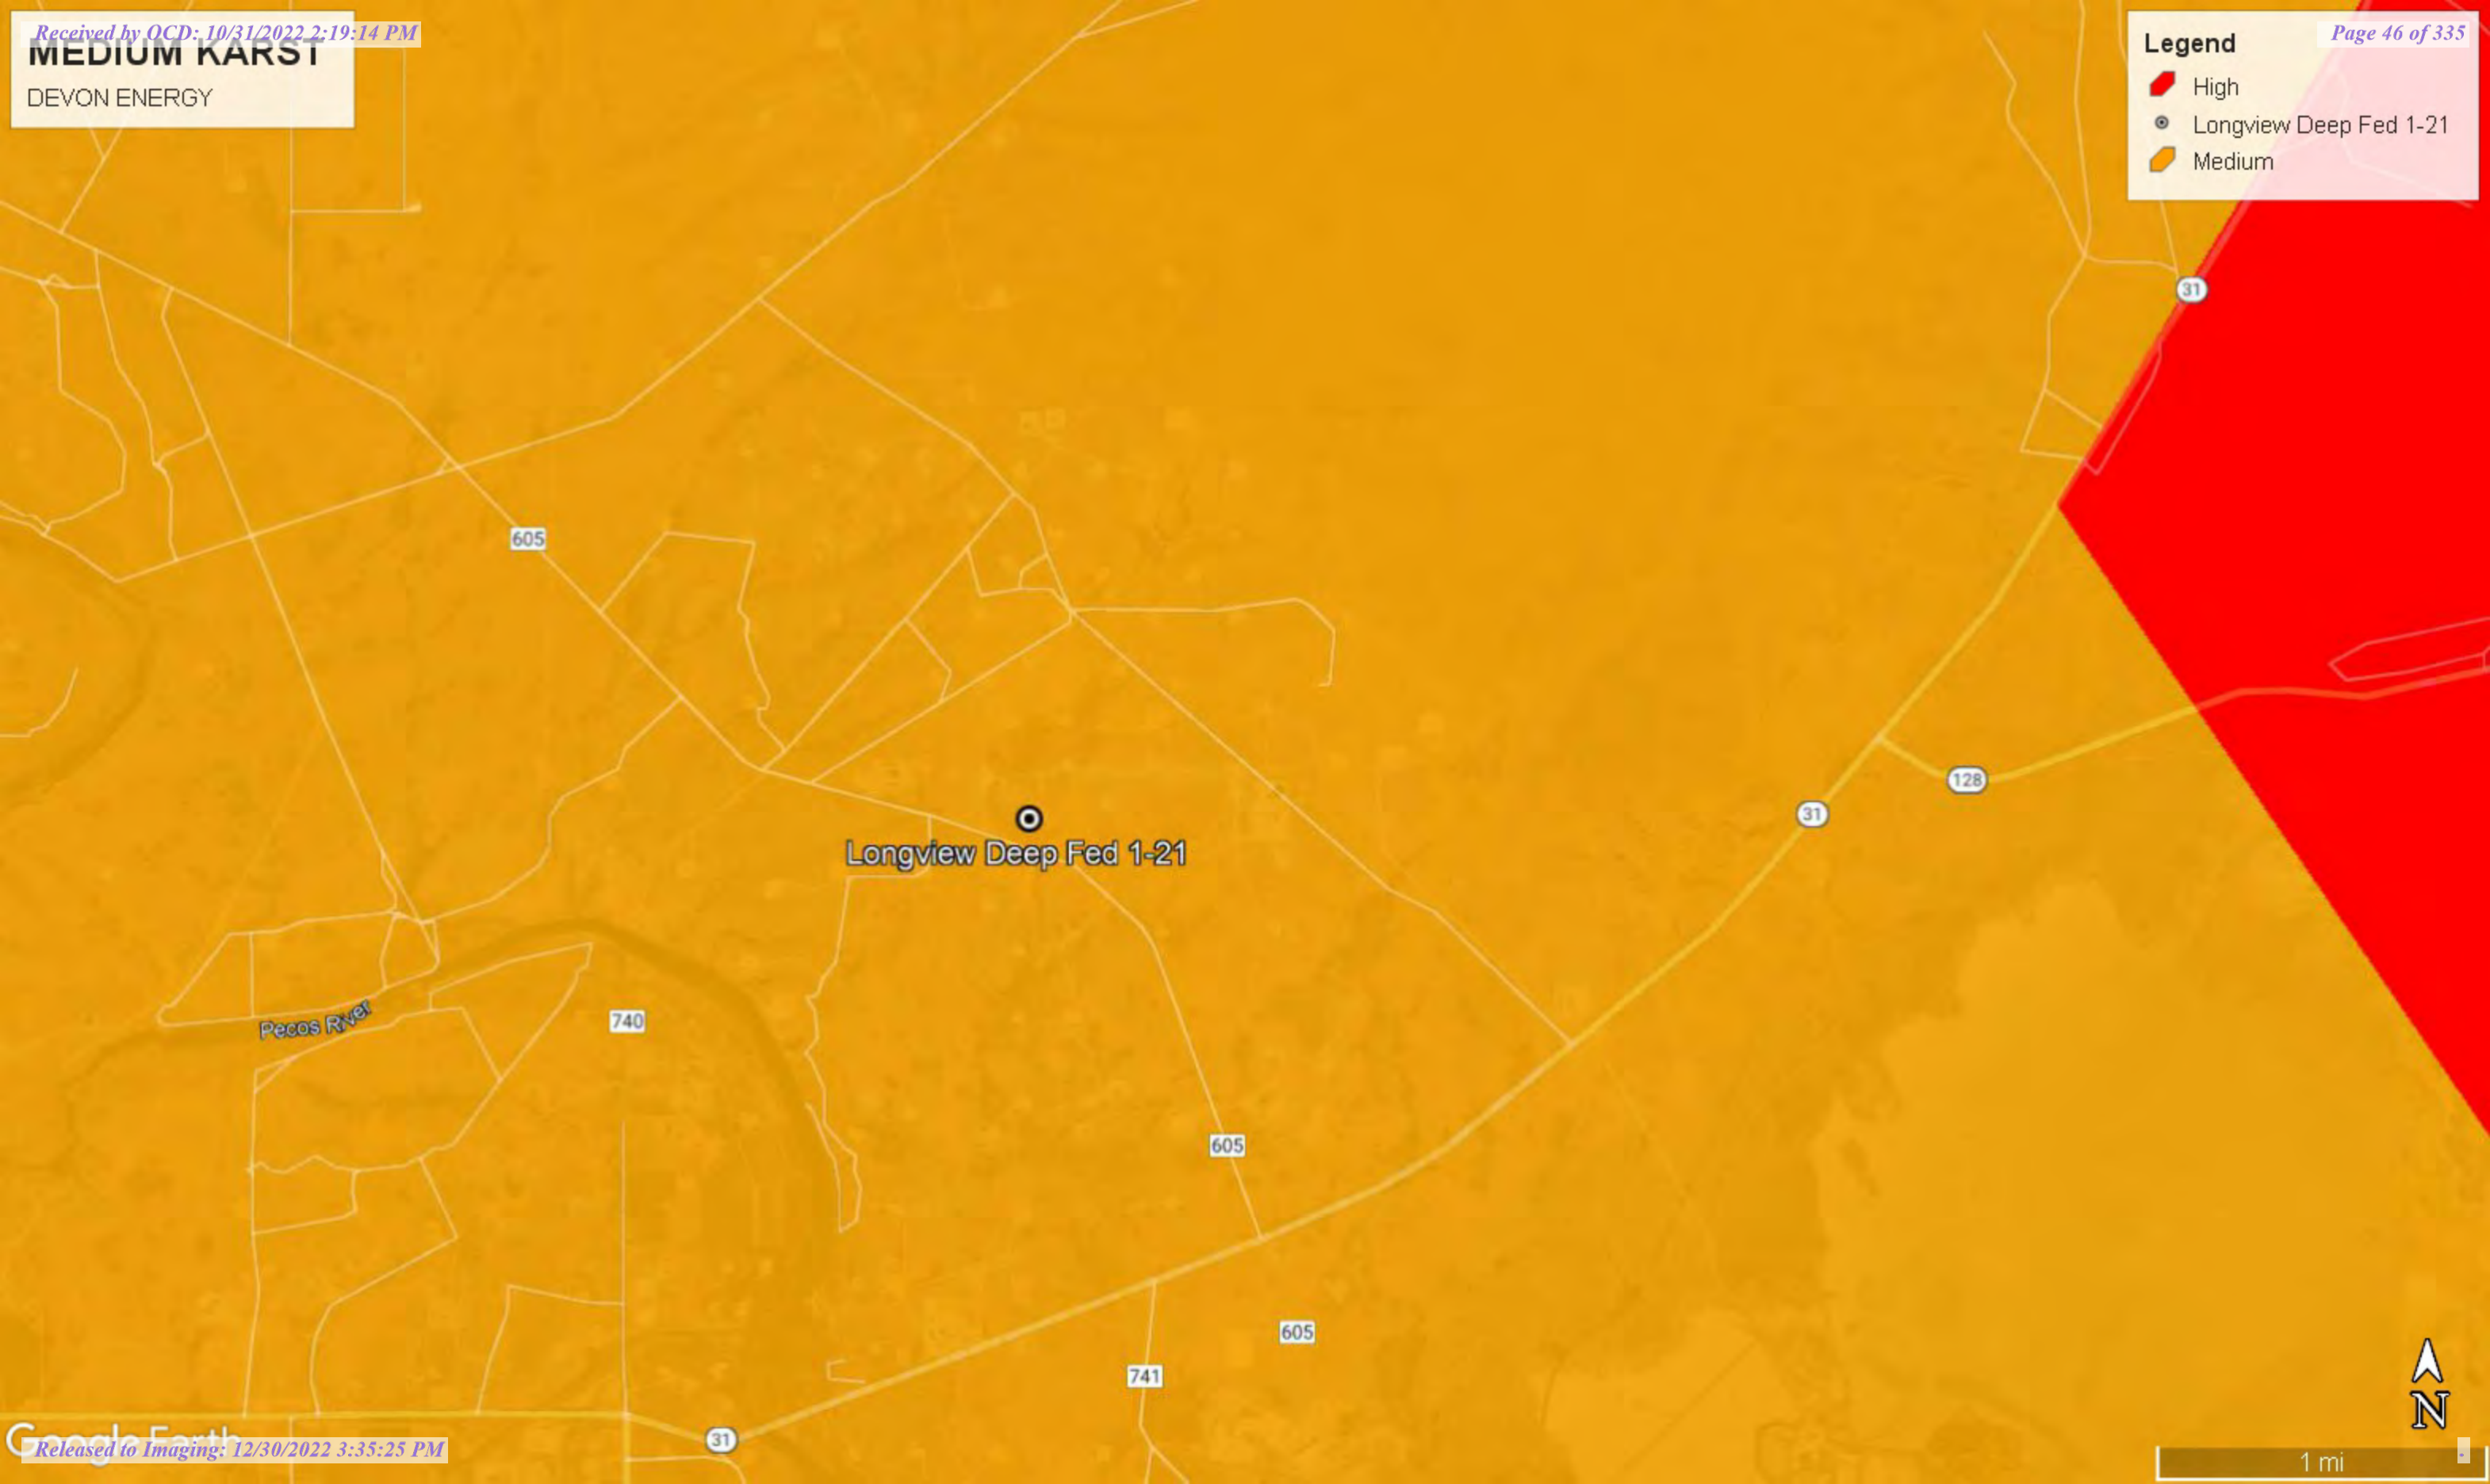 Received by OCD: 10/31/2022 2:19:14 PM
Page 46 of 335
MEDIUM KARST
DEVON ENERGY
Legend
High
Longview Deep Fed 1-21
Medium
31
605
128
31
Longview Deep Fed 1-21
Pecos River
740
605
605
741
31
N
Google Earth
Released to Imaging: 12/30/2022 3:35:25 PM
1 mi